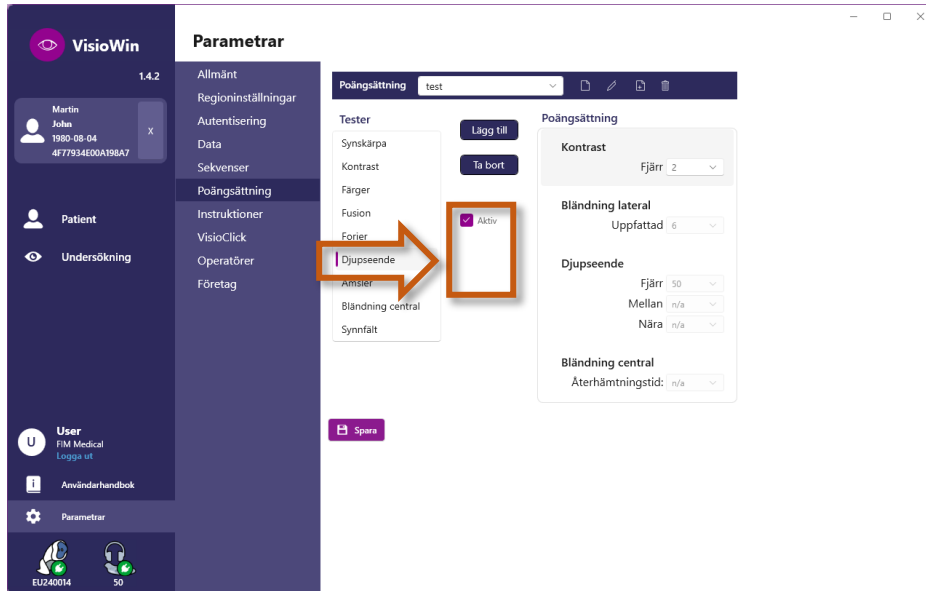 VisioWin
1.4.2
Martin
John
1980-08-04
4F77934E00A198A7
X
Patient
Undersökning
U
User
FIM Medical
Logga ut
i
Användarhandbok
Parametrar
EU240014
50
Parametrar
Allmänt
Regioninställningar
Autentisering
Data
Sekvenser
Poängsättning
Instruktioner
VisioClick
Operatörer
Företag
Poängsättning test
Tester
Synskärpa
Kontrast
Färger
Fusion
Forier
Djupseende
Amsler
Bländning central
Synnfält
Lägg till
Ta bort
Aktiv
Poängsättning
Kontrast
Fjärr 2
Bländning lateral
Uppfattad 6
Djupseende
Fjärr 50
Mellan n/a
Nära n/a
Bländning central
Återhämtningstid: n/a
Spara